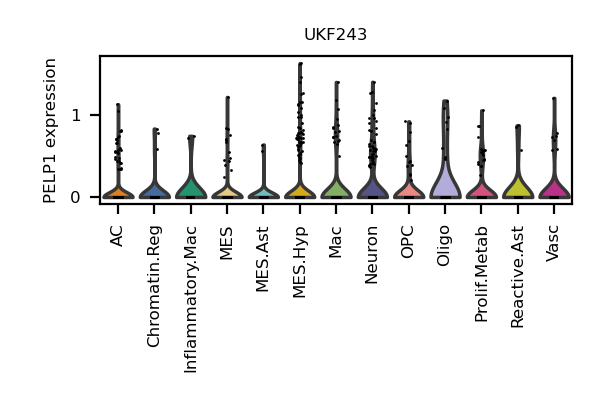 UKF243
PELP1 expression
1
0
AC
Chromatin.Reg
Inflammatory.Mac
MES
MES.Ast
MES.Hyp
Mac
Neuron
OPC
Oligo
Prolif.Metab
Reactive.Ast
Vasc